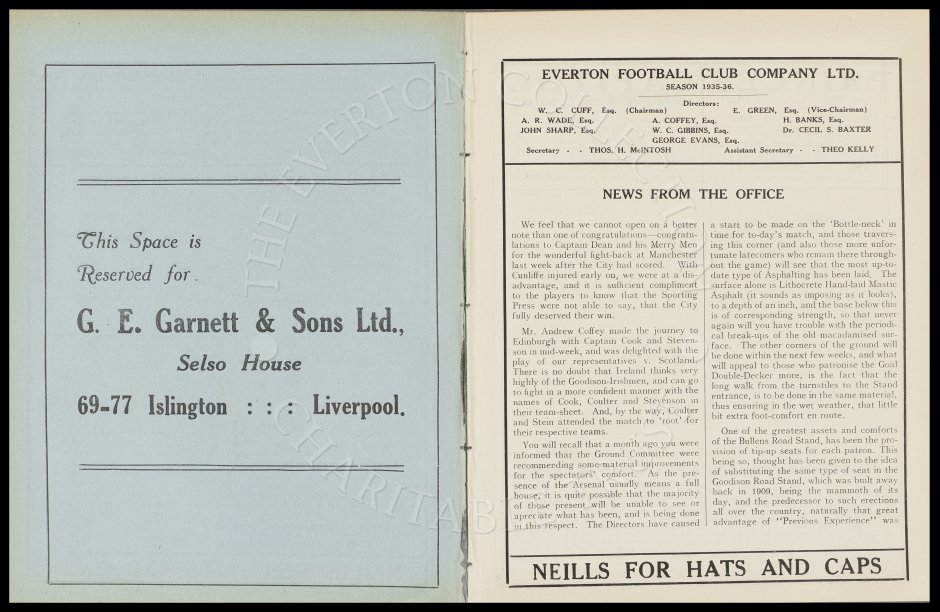 This Space is
Reserved for.
G. E. Garnett & Sons Ltd.,
Selso House
69-77 Islington : : : Liverpool.
EVERTON FOOTBALL CLUB COMPANY LTD.
SEASON 1935-36.
Directors:
W. C. CUFF, Esq. (Chairman) E. GREEN, Esq. (Vice-Chairman)
A. R. WADE, Esq. A. COFFEY, Esq. H. BANKS, Esq.
JOHN SHARP, Esq. W. C. GIBBINS, Esq. Dr. CECIL S. BAXTER
GEORGE EVANS, Esq.
Secretary - - THOS. H. McINTOSH Assistant Secretary - - THEO KELLY
NEWS FROM THE OFFICE
We feel that we cannot open on a better
note than one of congratulations—congratu-
lations to Captain Dean and his Merry Men
for the wonderful fight-back at Manchester
last week after the City had scored. With
Cunliffe injured early on, we were at a dis-
advantage, and it is sufficient compliment
to the players to know that the Sporting
Press were not able to say, that the City
fully deserved their win.
Mr. Andrew Coffey made the journey to
Edinburgh with Captain Cook and Steven-
son in mid-week, and was delighted with the
play of our representatives v. Scotland.
There is no doubt that Ireland thinks very
highly of the Goodison-Irishmen, and can go
to fight in a more confident manner with the
names of Cook, Coulter and Stevenson in
their team-sheet. And, by the way, Coulter
and Stein attended the match to 'root' for
their respective teams.
You will recall that a month ago you were
informed that the Ground Committee were
recommending some material improvements
for the spectators' comfort. As the pre-
sence of the Arsenal usually means a full
house, it is quite possible that the majority
of those present will be unable to see or
apreciate what has been, and is being done
in this respect. The Directors have caused
a start to be made on the 'Bottle-neck' in
time for to-day's match, and those travers-
ing this corner (and also those more unfor-
tunate latecomers who remain there through-
out the game) will see that the most up-to-
date type of Asphalting has been laid. The
surface alone is Lithocrete Hand-laid Mastic
Asphalt (it sounds as imposing as it looks),
to a depth of an inch, and the base below this
is of corresponding strength, so that never
again will you have trouble with the periodi-
cal break-ups of the old macadamised sur-
face. The other corners of the ground will
be done within the next few weeks, and what
will appeal to those who patronise the Goal
Double-Decker more, is the fact that the
long walk from the turnstiles to the Stand
entrance, is to be done in the same material,
thus ensuring in the wet weather, that little
bit extra foot-comfort en route.
One of the greatest assets and comforts
of the Bullens Road Stand, has been the pro-
vision of tip-up seats for each patron. This
being so, thought has been given to the idea
of substituting the same type of seat in the
Goodison Road Stand, which was built away
back in 1909, being the mammoth of its
day, and the predecessor to such erections
all over the country, naturally that great
advantage of "Previous Experience" was
NEILLS FOR HATS AND CAPS